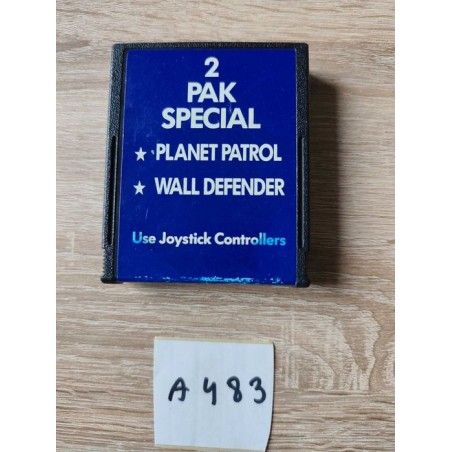 2
PAK
SPECIAL
★ PLANET PATROL
★ WALL DEFENDER
Use Joystick Controllers
A483